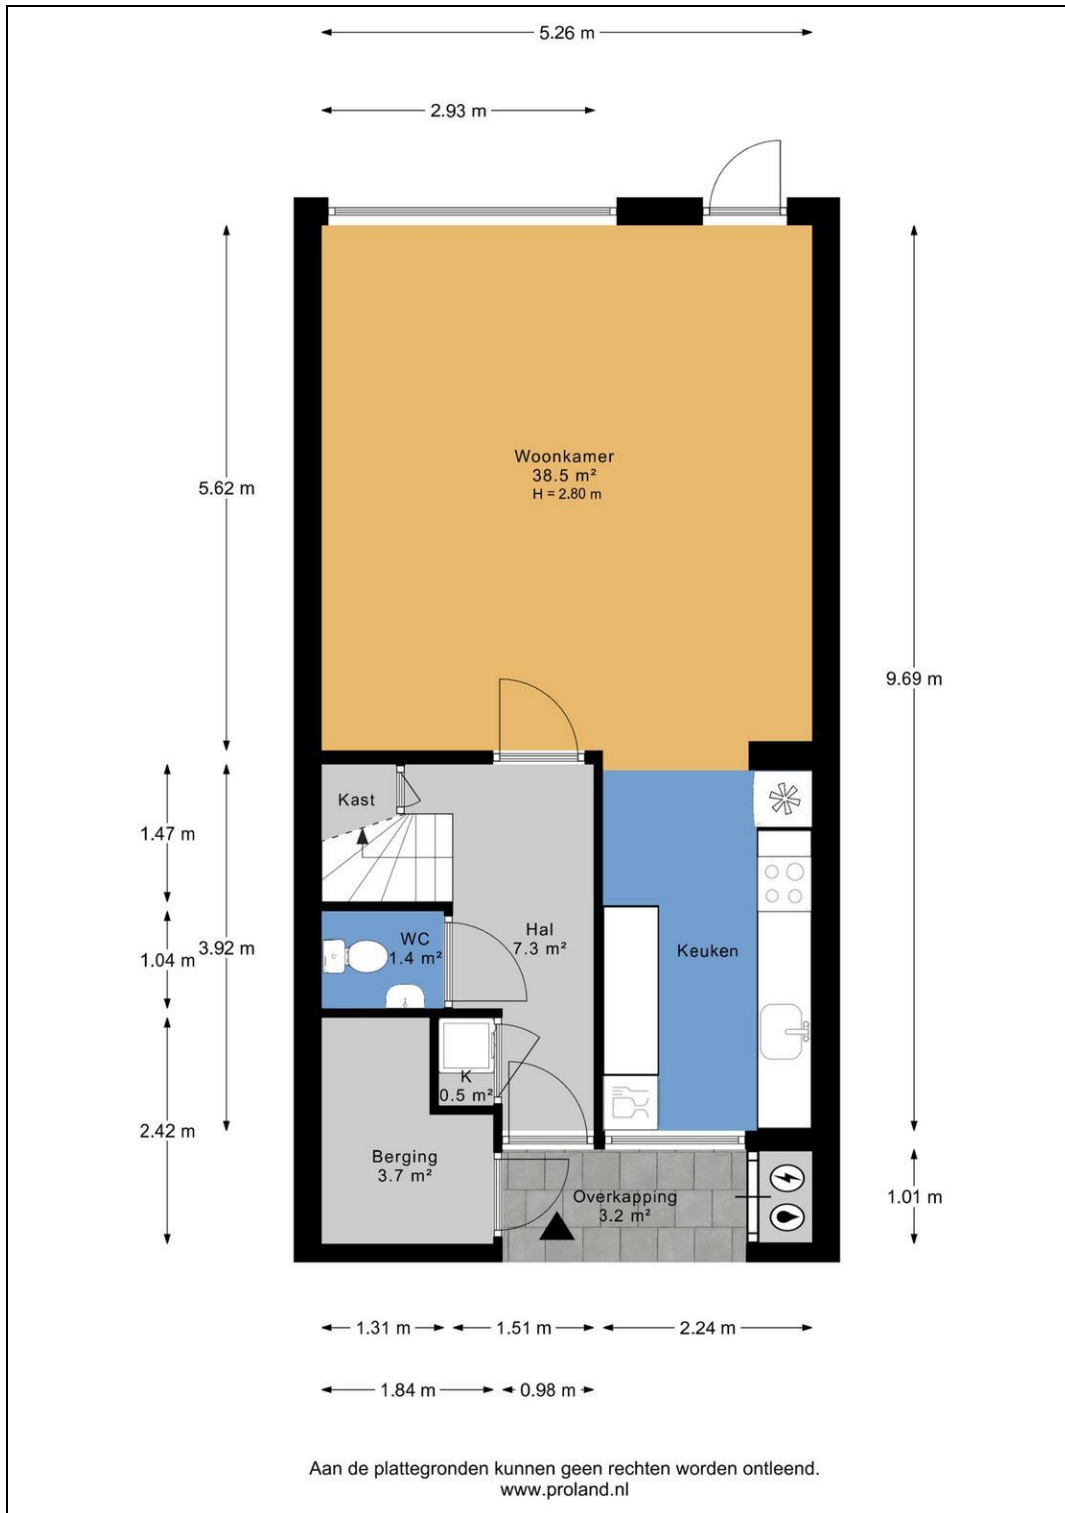 5.26 m
2.93 m
Woonkamer
38.5 m²
H = 2.80 m
5.62 m
9.69 m
Kast
1.47 m
WC
1.4 m²
Hal
7.3 m²
Keuken
1.04 m
3.92 m
K
0.5 m²
2.42 m
Berging
3.7 m²
Overkapping
3.2 m²
1.01 m
1.31 m
1.51 m
2.24 m
1.84 m
0.98 m
Aan de plattegronden kunnen geen rechten worden ontleend.
www.proland.nl